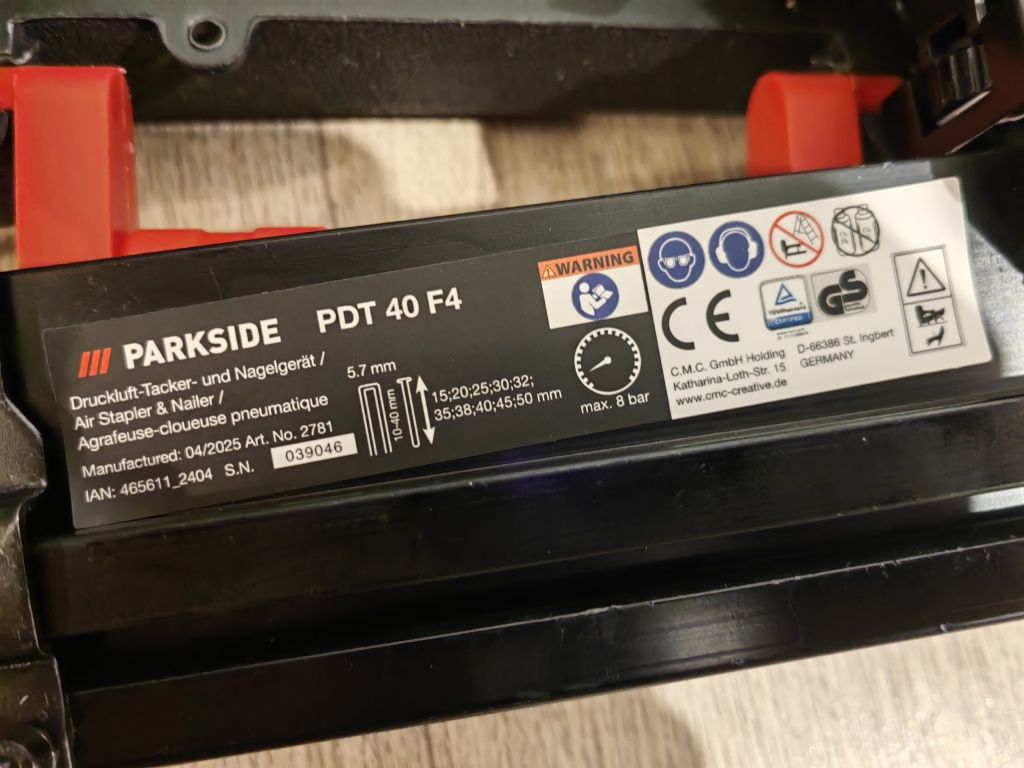 PARKSIDE PDT 40 F4
Druckluft-Tacker- und Nagelgerät /
Air Stapler & Nailer /
Agrafeuse-cloueuse pneumatique
Manufactured: 04/2025 Art. No. 2781
IAN: 465611_2404 S.N. 039046
5.7 mm
10-40 mm
15;20;25;30;32;
35;38;40;45;50 mm
WARNING
max. 8 bar
CE
TÜVRheinland
CERTIFIED
GS
C.M.C. GmbH Holding
Katharina-Loth-Str. 15
www.cmc-creative.de
D-66386 St. Ingbert
GERMANY